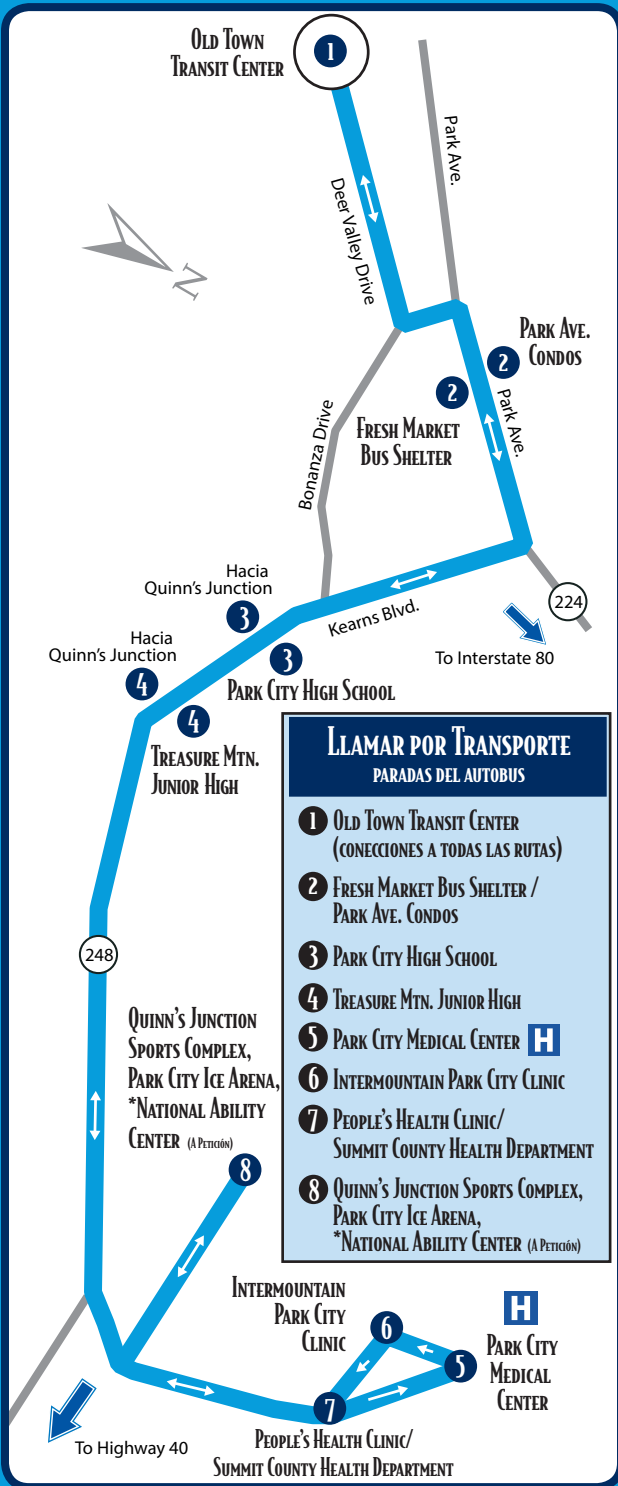 Old Town
Transit Center
1
Park Ave.
Deer Valley Drive
N
Park Ave.
Condos
2
2
Park Ave.
Fresh Market
Bus Shelter
Bonanza Drive
224
To Interstate 80
Kearns Blvd.
Hacia
Quinn's Junction
3
3
Park City High School
Hacia
Quinn's Junction
4
4
Treasure Mtn.
Junior High
248
Llamar por Transporte
paradas del autobus
1 Old Town Transit Center
(conecciones a todas las rutas)
2 Fresh Market Bus Shelter /
Park Ave. Condos
3 Park City High School
4 Treasure Mtn. Junior High
5 Park City Medical Center H
6 Intermountain Park City Clinic
7 People's Health Clinic/
Summit County Health Department
8 Quinn's Junction Sports Complex,
Park City Ice Arena,
*National Ability Center (A Petición)
Quinn's Junction
Sports Complex,
Park City Ice Arena,
*National Ability
Center (A Petición)
8
Intermountain
Park City
Clinic
6
H
Park City
Medical
Center
5
7
People's Health Clinic/
Summit County Health Department
To Highway 40